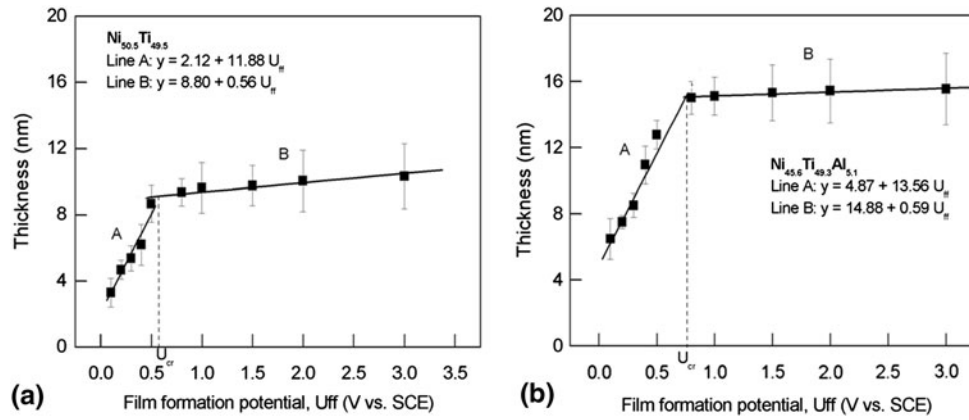 20
16
12
8
4
0
Thickness (nm)
Ni50.5Ti49.5
Line A: y = 2.12 + 11.88 Uff
Line B: y = 8.80 + 0.56 Uff
A
B
0.0 0.5 1.0 1.5 2.0 2.5 3.0 3.5
Ucr
Film formation potential, Uff (V vs. SCE)
(a)
20
16
12
8
4
0
Thickness (nm)
A
B
Ni45.6Ti49.3Al5.1
Line A: y = 4.87 + 13.56 Uff
Line B: y = 14.88 + 0.59 Uff
0.0 0.5 1.0 1.5 2.0 2.5 3.0
Ucr
Film formation potential, Uff (V vs. SCE)
(b)